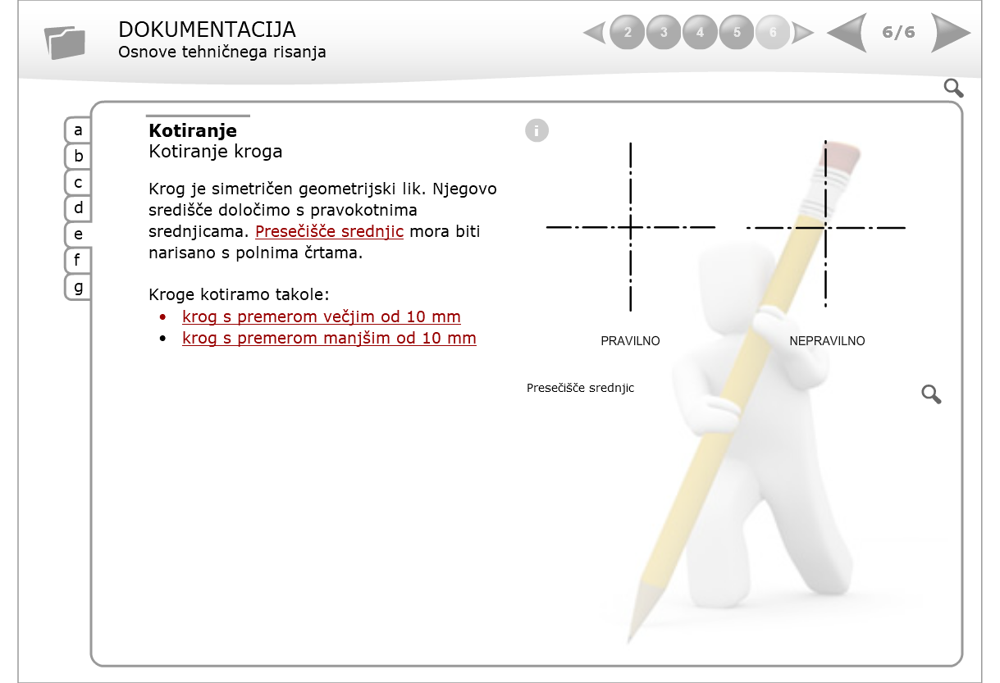 DOKUMENTACIJA
Osnove tehničnega risanja
2 3 4 5 6
6/6
a
b
c
d
e
f
g
Kotiranje
Kotiranje kroga
Krog je simetričen geometrijski lik. Njegovo
središče določimo s pravokotnima
srednjicama. Presečišče srednjic mora biti
narisano s polnima črtama.
Kroge kotiramo takole:
• krog s premerom večjim od 10 mm
• krog s premerom manjšim od 10 mm
i
PRAVILNO
NEPRAVILNO
Presečišče srednjic